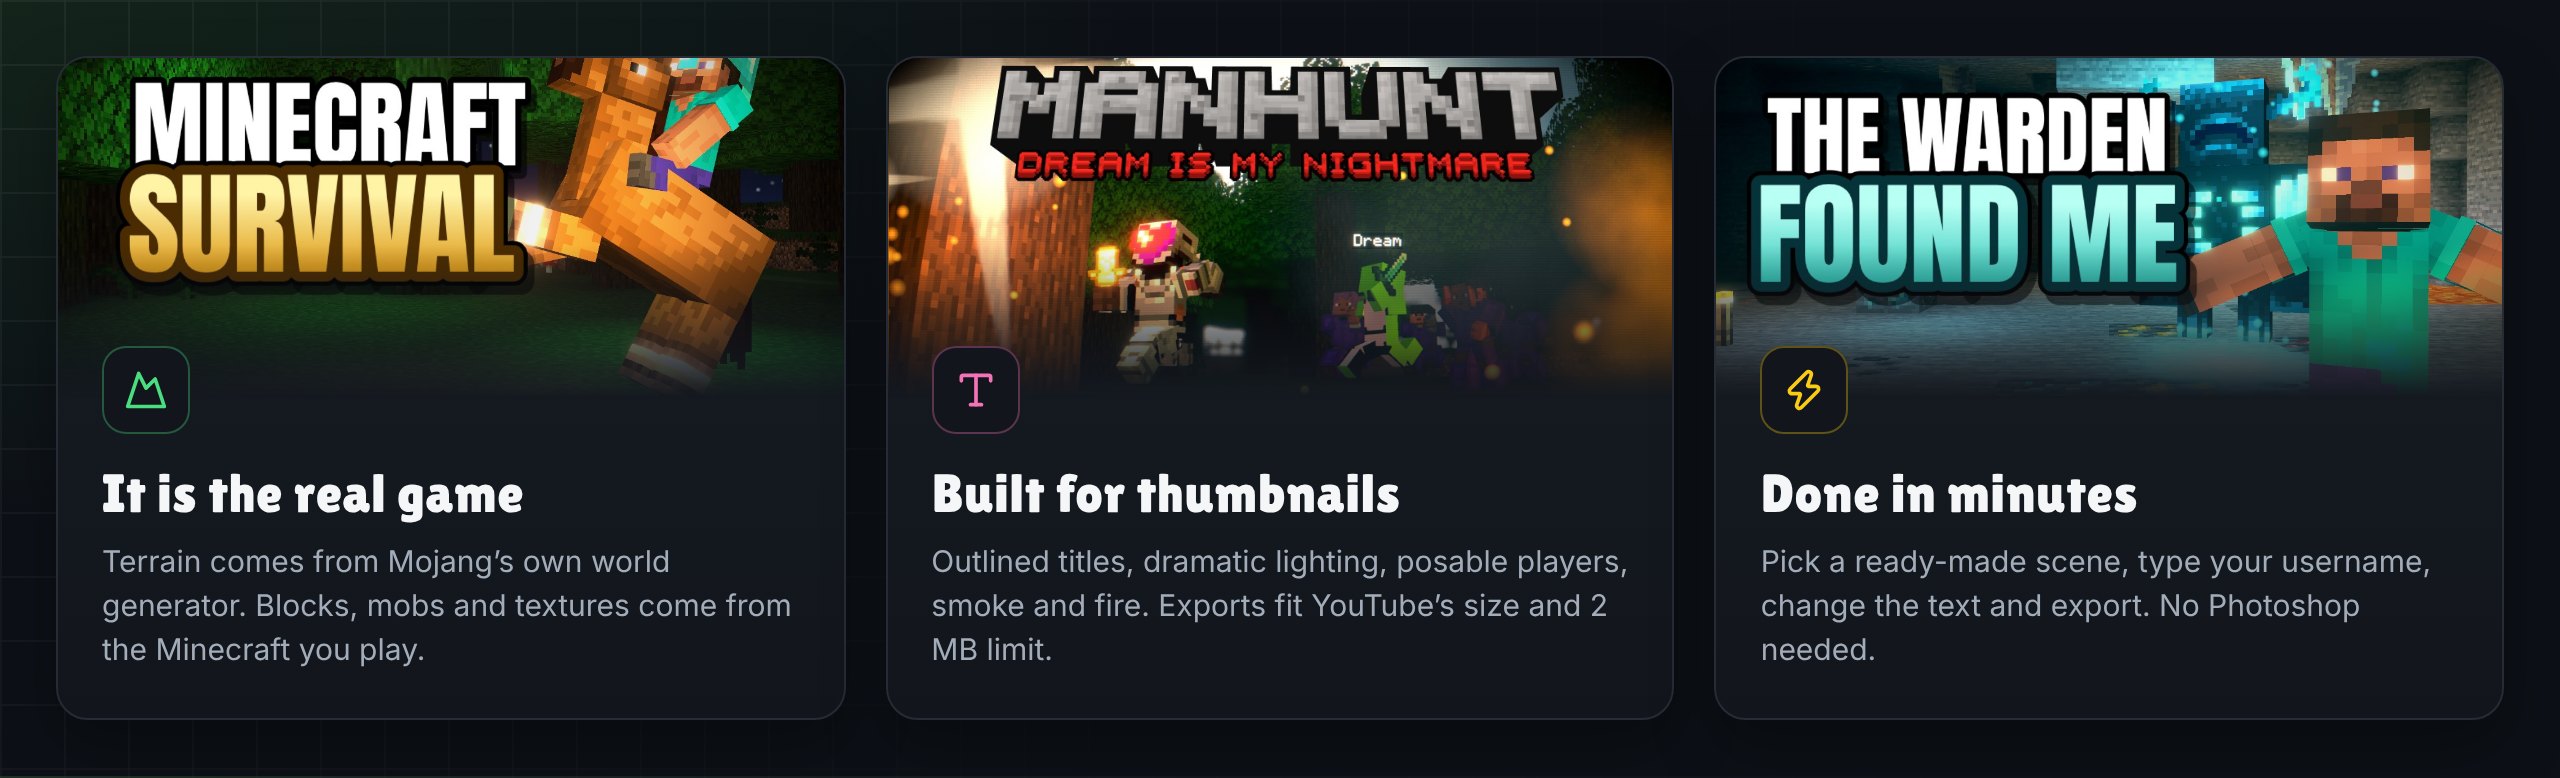 MINECRAFT
SURVIVAL
It is the real game
Terrain comes from Mojang’s own world
generator. Blocks, mobs and textures come from
the Minecraft you play.
MANHUNT
DREAM IS MY NIGHTMARE
Dream
Built for thumbnails
Outlined titles, dramatic lighting, posable players,
smoke and fire. Exports fit YouTube’s size and 2
MB limit.
THE WARDEN
FOUND ME
Done in minutes
Pick a ready-made scene, type your username,
change the text and export. No Photoshop
needed.